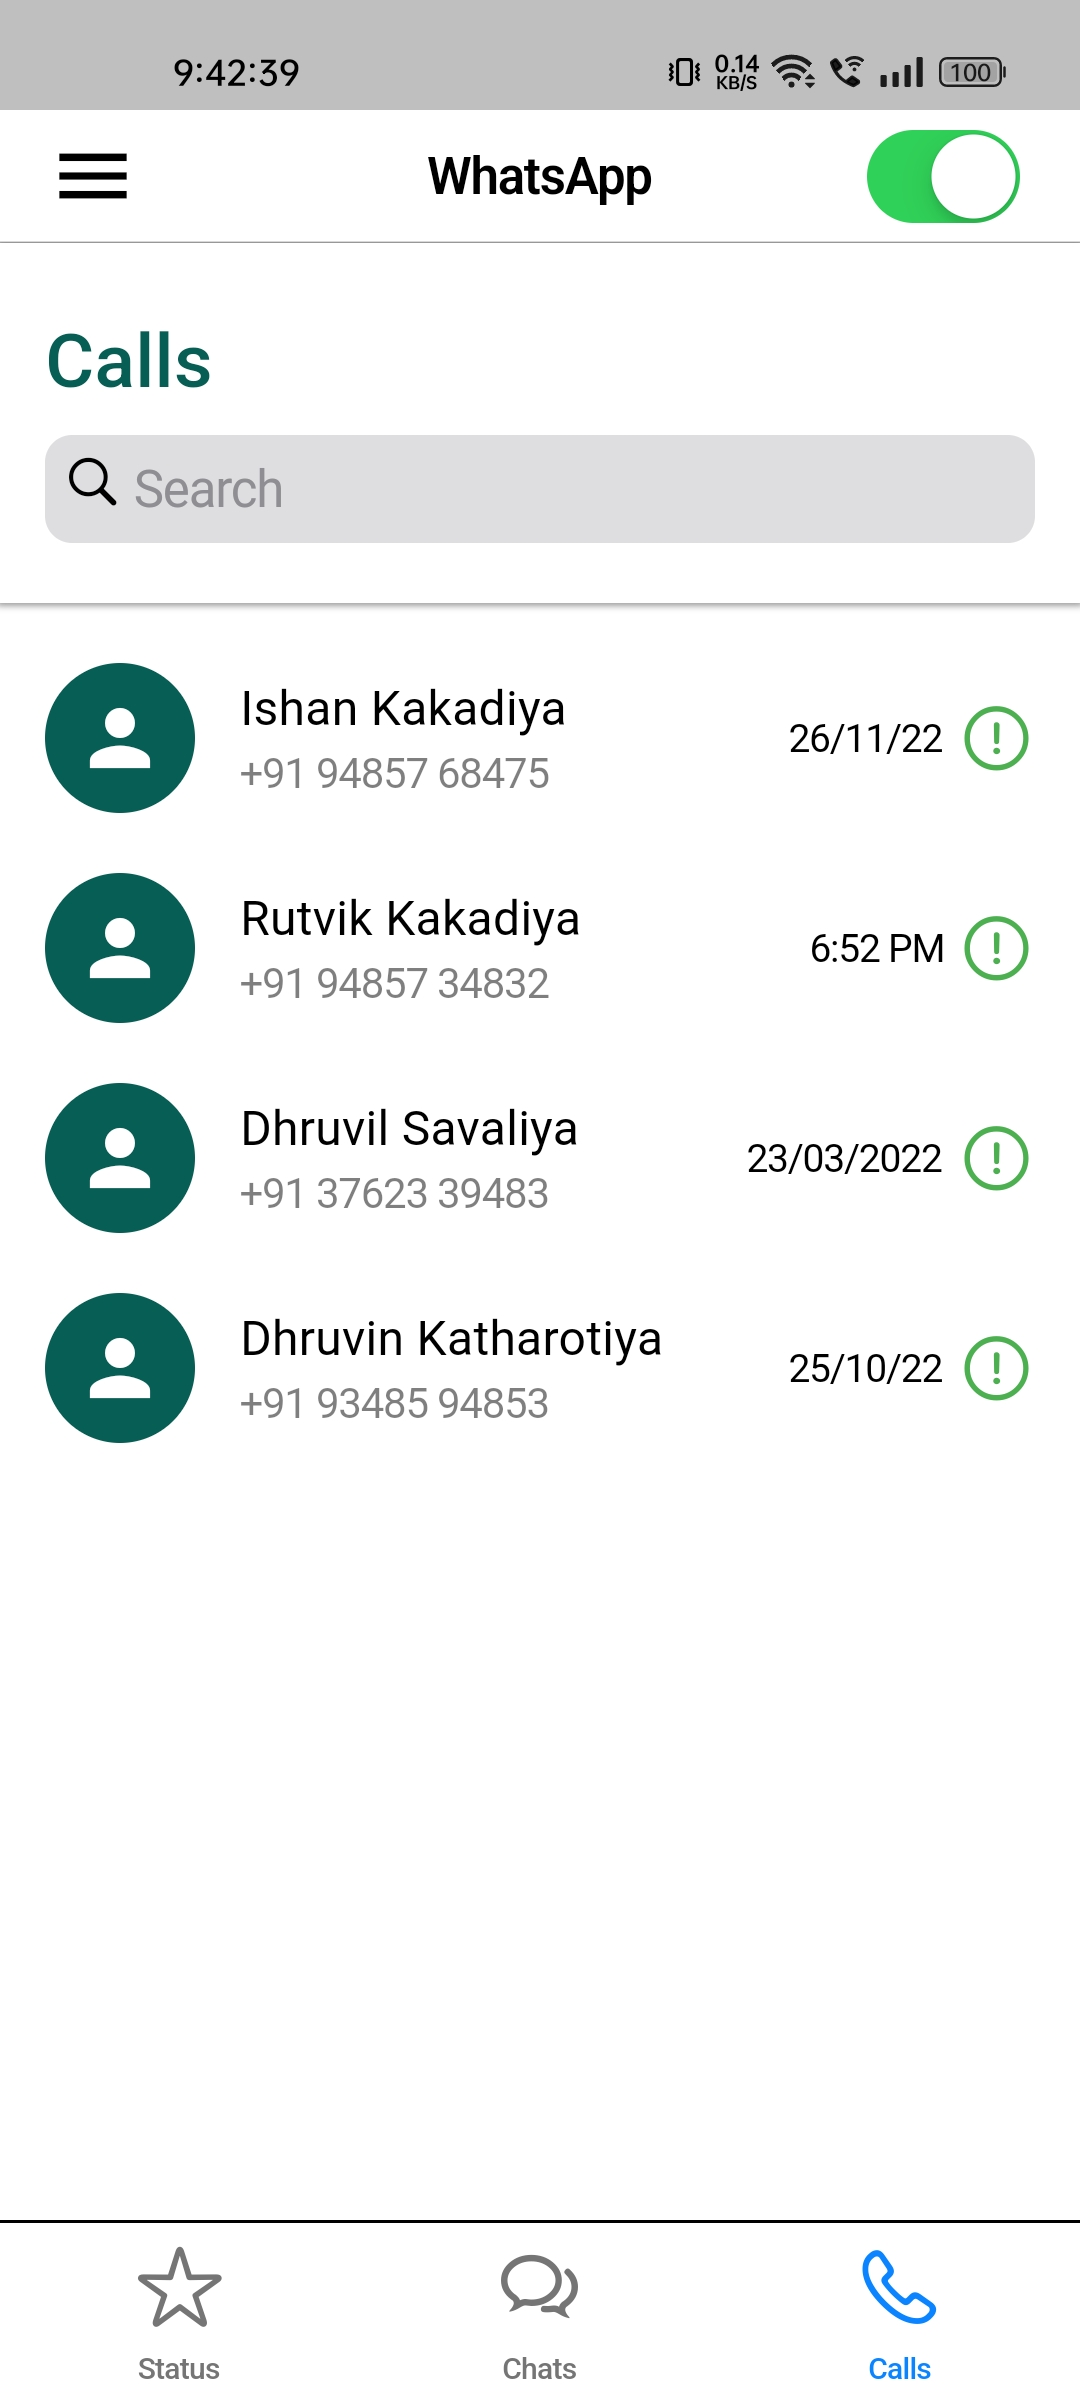 9:42:39
0.14
KB/S
100
WhatsApp
Calls
Search
Ishan Kakadiya
+91 94857 68475
26/11/22
Rutvik Kakadiya
+91 94857 34832
6:52 PM
Dhruvil Savaliya
+91 37623 39483
23/03/2022
Dhruvin Katharotiya
+91 93485 94853
25/10/22
Status
Chats
Calls